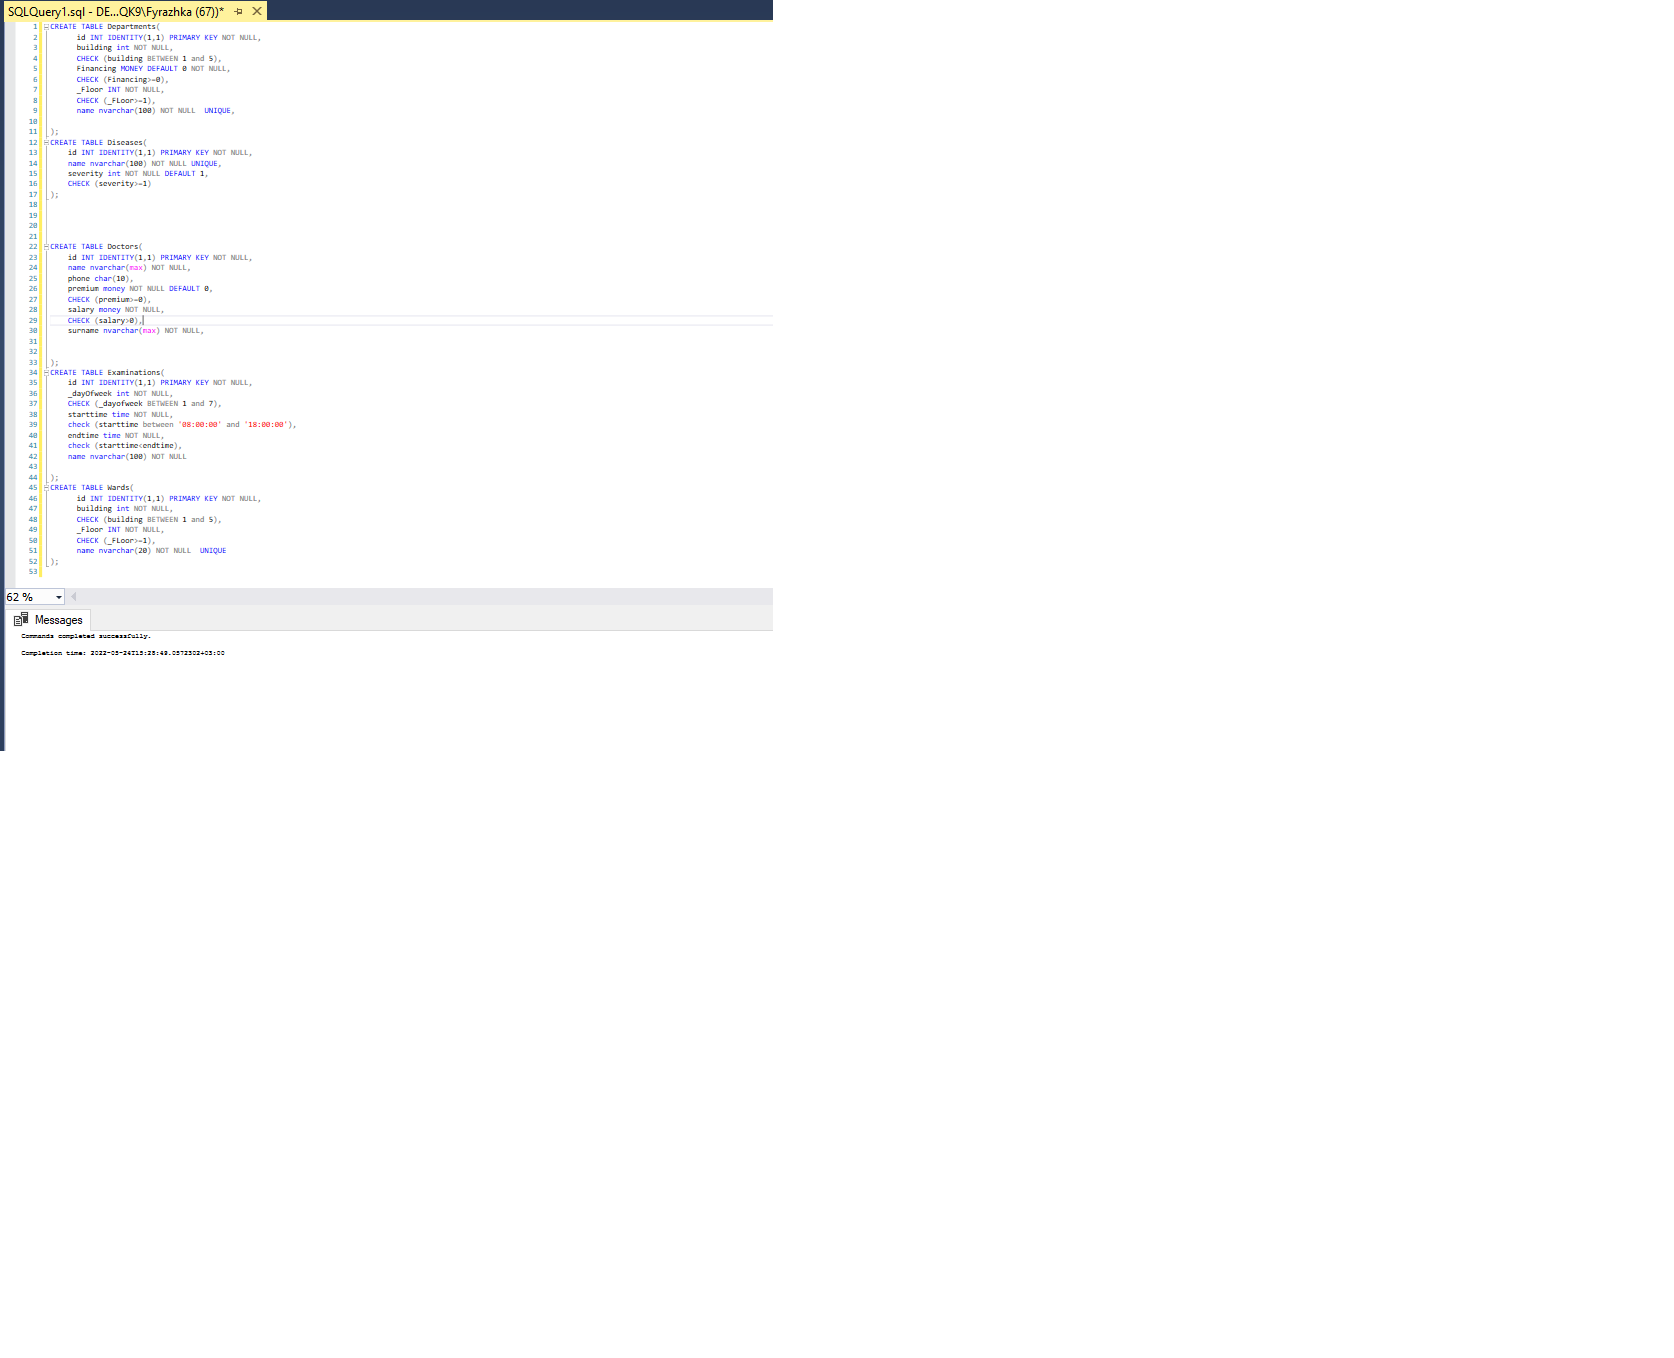 SQLQuery1.sql - DE...QK9\Fyrazhka (67))*
1 CREATE TABLE Departments(
2 id INT IDENTITY(1,1) PRIMARY KEY NOT NULL,
3 building int NOT NULL,
4 CHECK (building BETWEEN 1 and 5),
5 Financing MONEY DEFAULT 0 NOT NULL,
6 CHECK (Financing>=0),
7 _Floor INT NOT NULL,
8 CHECK (_FLoor>=1),
9 name nvarchar(100) NOT NULL  UNIQUE,
10
11 );
12 CREATE TABLE Diseases(
13 id INT IDENTITY(1,1) PRIMARY KEY NOT NULL,
14 name nvarchar(100) NOT NULL UNIQUE,
15 severity int NOT NULL DEFAULT 1,
16 CHECK (severity>=1)
17 );
18
19
20
21
22 CREATE TABLE Doctors(
23 id INT IDENTITY(1,1) PRIMARY KEY NOT NULL,
24 name nvarchar(max) NOT NULL,
25 phone char(10),
26 premium money NOT NULL DEFAULT 0,
27 CHECK (premium>=0),
28 salary money NOT NULL,
29 CHECK (salary>0),
30 surname nvarchar(max) NOT NULL,
31
32
33 );
34 CREATE TABLE Examinations(
35 id INT IDENTITY(1,1) PRIMARY KEY NOT NULL,
36 _dayOfweek int NOT NULL,
37 CHECK (_dayofweek BETWEEN 1 and 7),
38 starttime time NOT NULL,
39 check (starttime between '08:00:00' and '18:00:00'),
40 endtime time NOT NULL,
41 check (starttime<endtime),
42 name nvarchar(100) NOT NULL
43
44 );
45 CREATE TABLE Wards(
46 id INT IDENTITY(1,1) PRIMARY KEY NOT NULL,
47 building int NOT NULL,
48 CHECK (building BETWEEN 1 and 5),
49 _Floor INT NOT NULL,
50 CHECK (_FLoor>=1),
51 name nvarchar(20) NOT NULL  UNIQUE
52 );
53
62 %
Messages
Commands completed successfully.
Completion time: